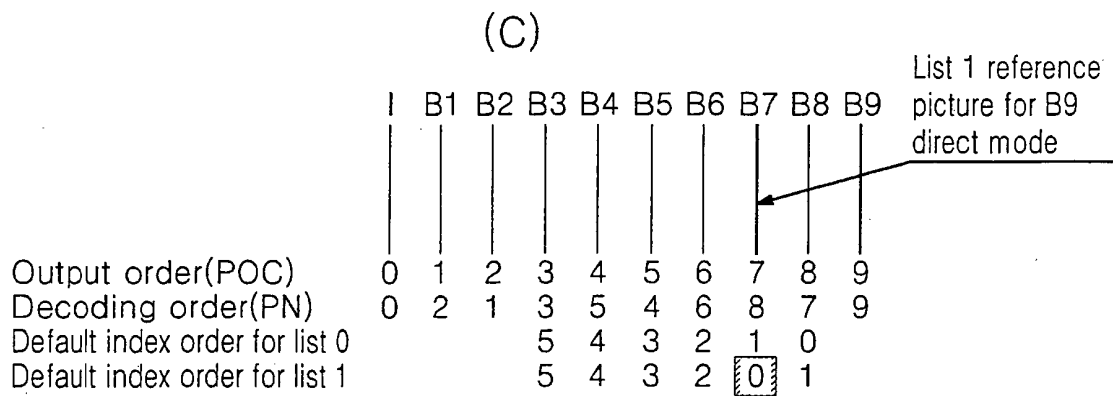 (C)
List 1 reference
picture for B9
direct mode
I B1 B2 B3 B4 B5 B6 B7 B8 B9
Output order(POC) 0 1 2 3 4 5 6 7 8 9
Decoding order(PN) 0 2 1 3 5 4 6 8 7 9
Default index order for list 0 5 4 3 2 1 0
Default index order for list 1 5 4 3 2 0 1